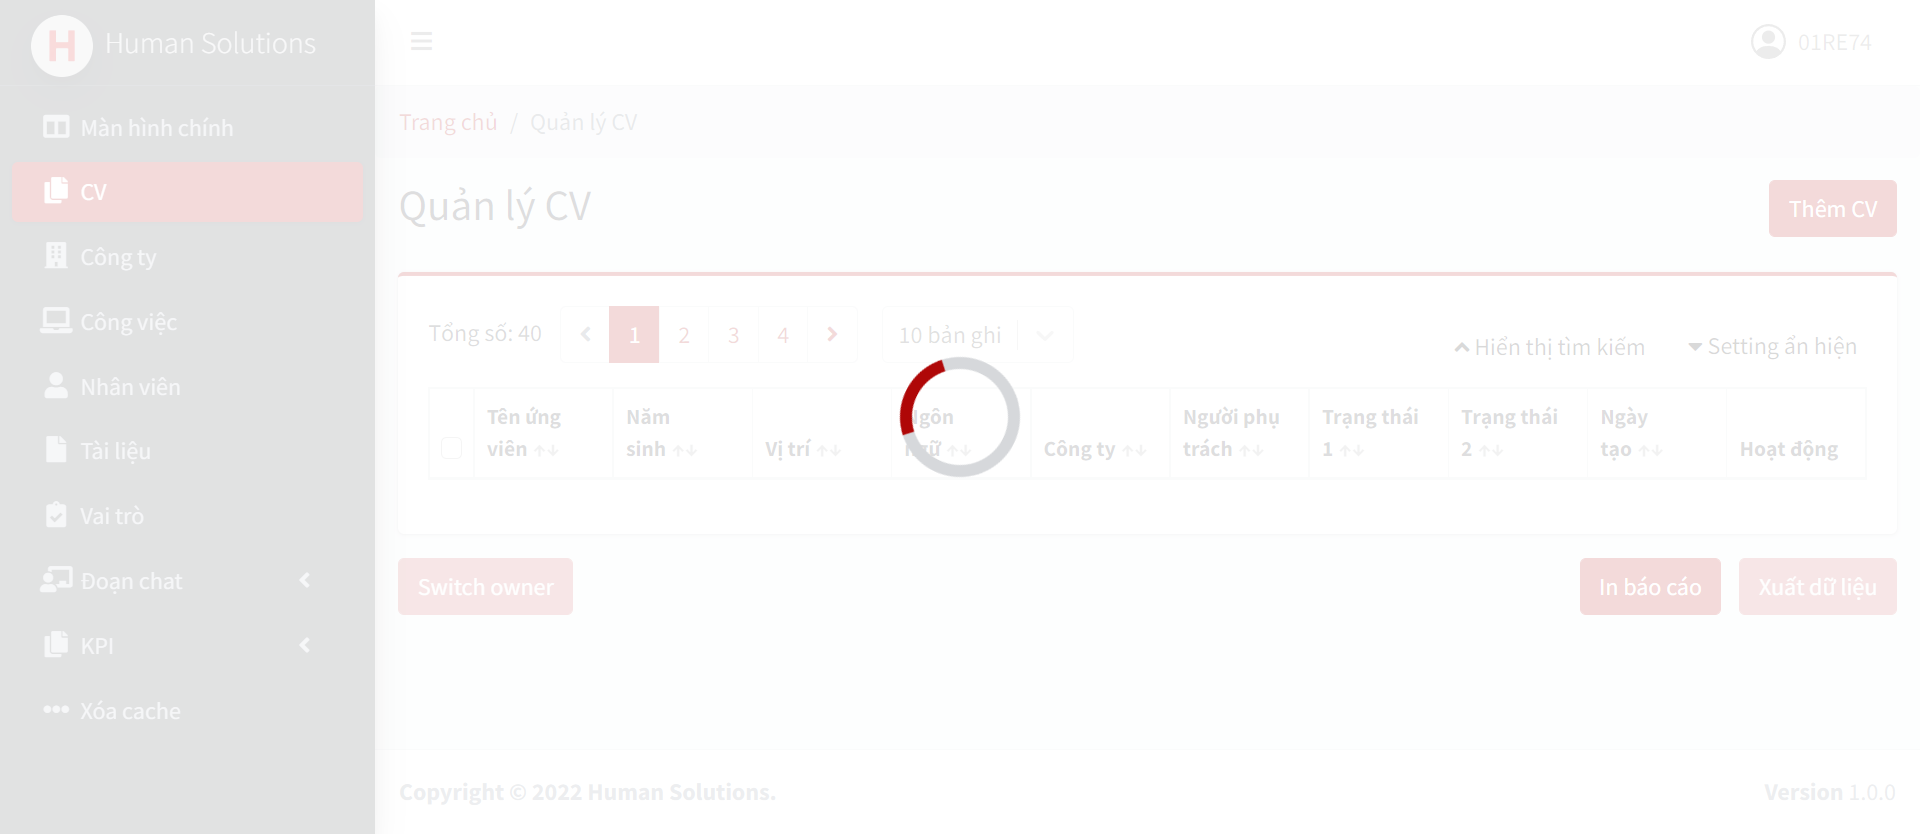 H Human Solutions
01RE74
Màn hình chính
CV
Công ty
Công việc
Nhân viên
Tài liệu
Vai trò
Đoạn chat
KPI
Xóa cache
Trang chủ / Quản lý CV
Quản lý CV
Thêm CV
Tổng số: 40
1 2 3 4
10 bản ghi
Hiển thị tìm kiếm
Setting ẩn hiện
Tên ứng viên
Năm sinh
Vị trí
Ngôn ngữ
Công ty
Người phụ trách
Trạng thái 1
Trạng thái 2
Ngày tạo
Hoạt động
Switch owner
In báo cáo
Xuất dữ liệu
Copyright © 2022 Human Solutions.
Version 1.0.0